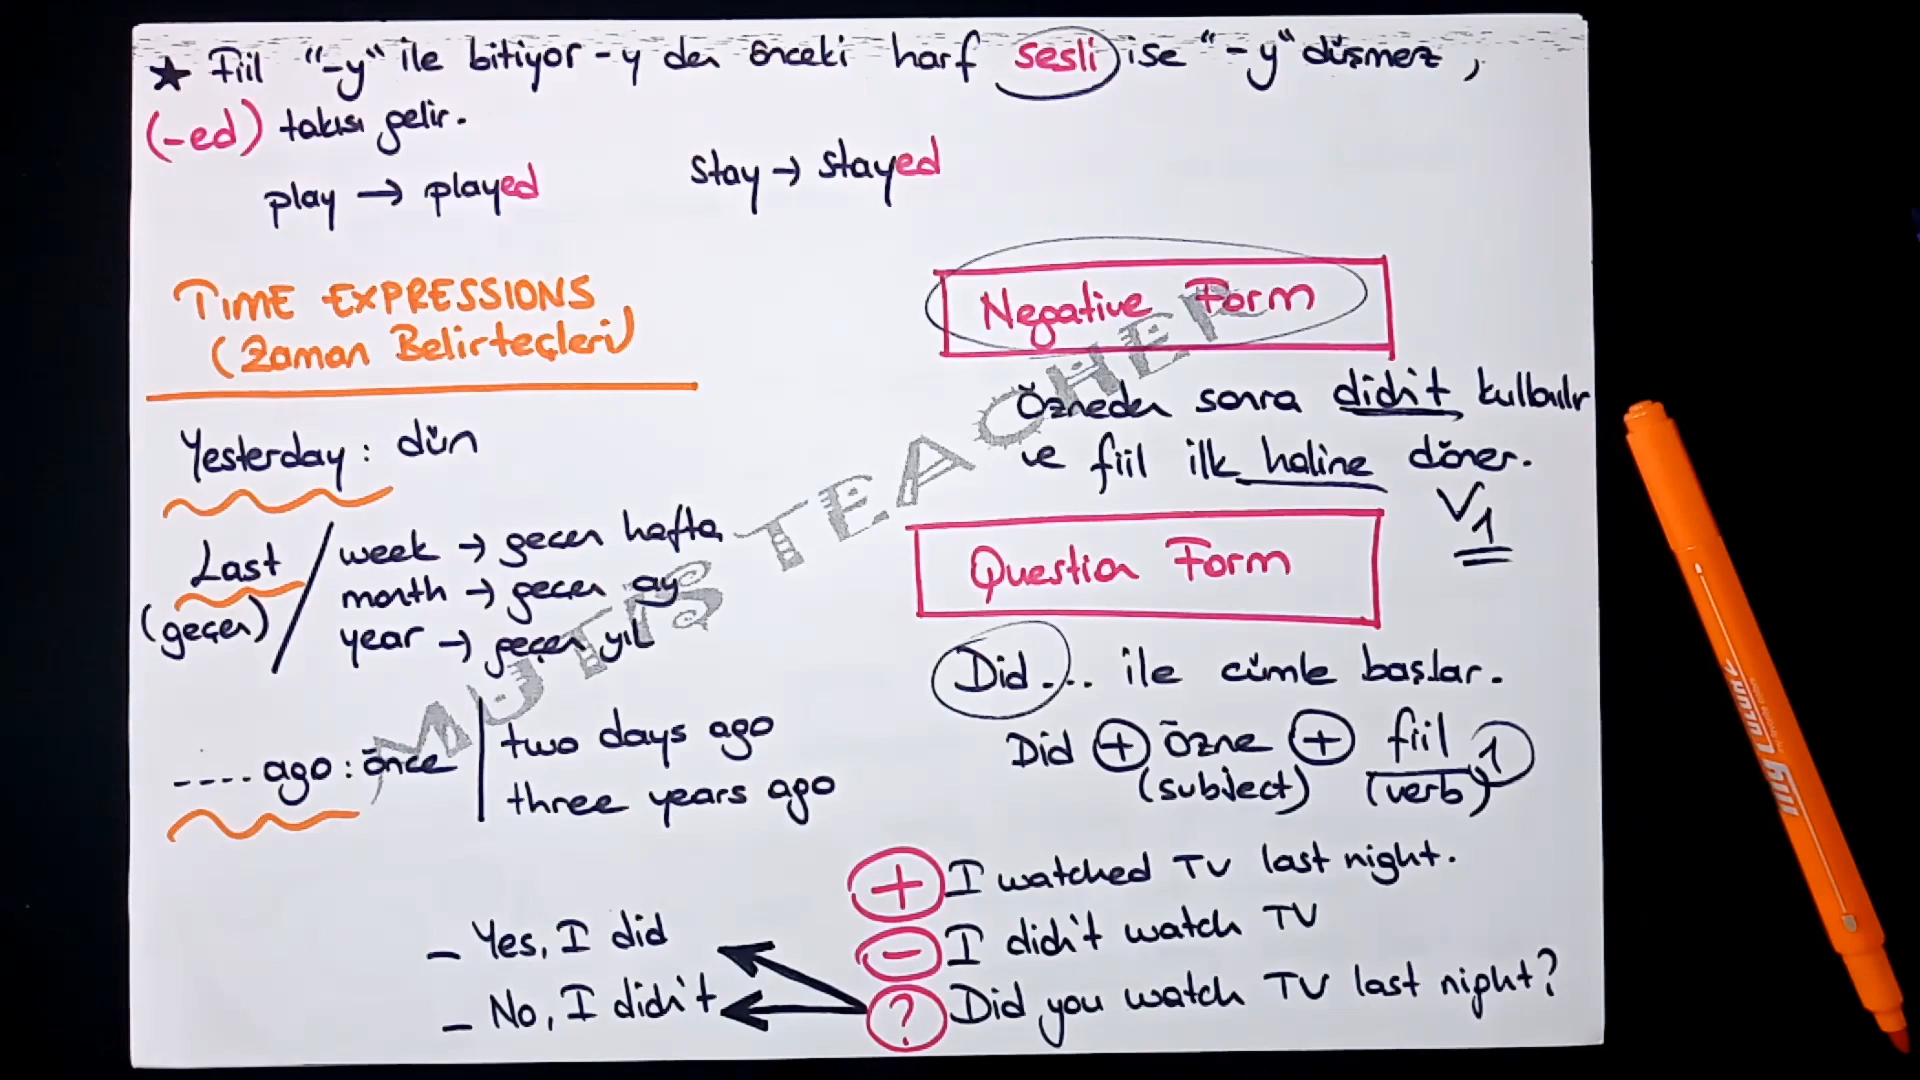 ★ Fiil "-y" ile bitiyor -y den önceki harf sesli ise "-y" düşmez,
(-ed) takısı gelir.
play → played
stay → stayed
TIME EXPRESSIONS
(Zaman Belirteçleri)
Yesterday : dün
Last
(geçen)
week → geçen hafta
month → geçen ay
year → geçen yıl
---- ago : önce
two days ago
three years ago
Negative Form
Özneden sonra didn't kullanılır
ve fiil ilk haline döner.
V1
Question Form
Did... ile cümle başlar.
Did + özne + fiil 1
(subject) (verb)
+ I watched TV last night.
- I didn't watch TV
? Did you watch TV last night?
- Yes, I did
- No, I didn't
MUTIS TEACHER